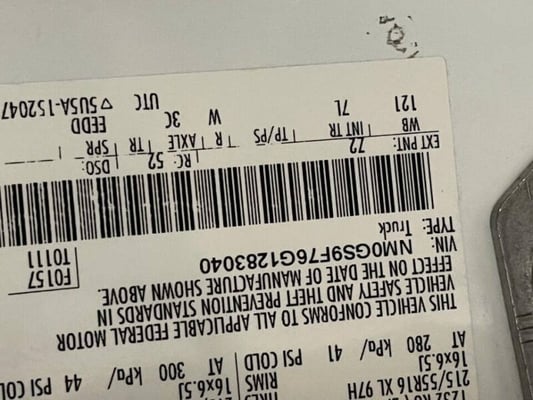 215/55R16 XL 97H TIRES
16x6.5J RIMS 16x6.5J
AT 280 kPa/ 41 PSI COLD AT 300 kPa/ 44 PSI COLD
THIS VEHICLE CONFORMS TO ALL APPLICABLE FEDERAL MOTOR
VEHICLE SAFETY AND THEFT PREVENTION STANDARDS IN
EFFECT ON THE DATE OF MANUFACTURE SHOWN ABOVE.
VIN: NM0GS9F76G1283040
TYPE: Truck
F0157
T0111
EXT PNT: Z2 RC: 52 DSO:
WB INT TR TP/PS R AXLE TR SPR
121 7L W 3C EEDD
UTC ▽5U5A-1S2047